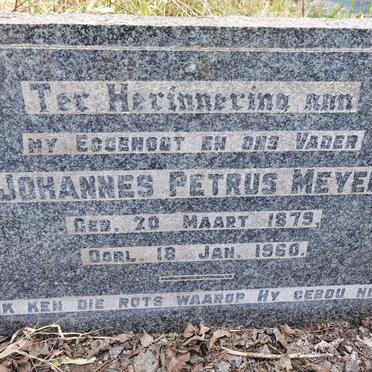 Ter Herinnering aan
MY EGGENOOT EN ONS VADER
JOHANNES PETRUS MEYE
GEB. 20 MAART 1879.
OORL. 18 JAN. 1960.
K KEN DIE ROTS WAAROP HY GEBOU H